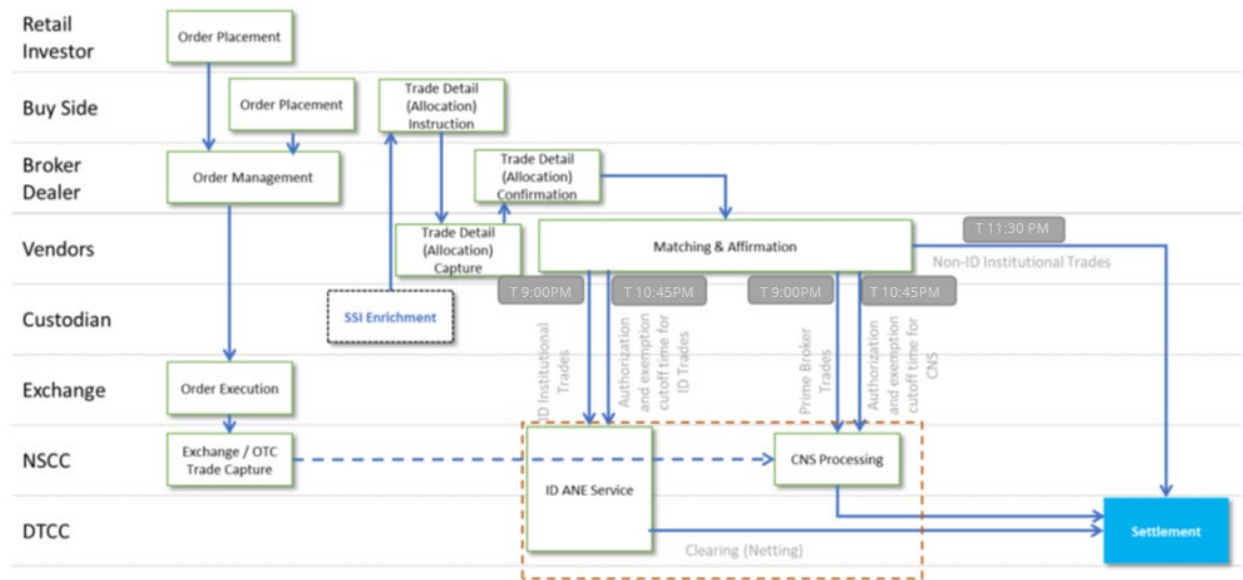 Retail
Investor
Order Placement
Buy Side
Order Placement
Trade Detail
(Allocation)
Instruction
Broker
Dealer
Order Management
Trade Detail
(Allocation)
Confirmation
Vendors
Trade Detail
(Allocation)
Capture
Matching & Affirmation
T 11:30 PM
Non-ID Institutional Trades
T 9:00PM
T 10:45PM
T 9:00PM
T 10:45PM
Custodian
SSI Enrichment
ID Institutional
Trades
Authorization
and exemption
cutoff time for
ID Trades
Prime Broker
Trades
Authorization
and exemption
cutoff time for
CNS
Exchange
Order Execution
NSCC
Exchange / OTC
Trade Capture
ID ANE Service
CNS Processing
DTCC
Clearing (Netting)
Settlement